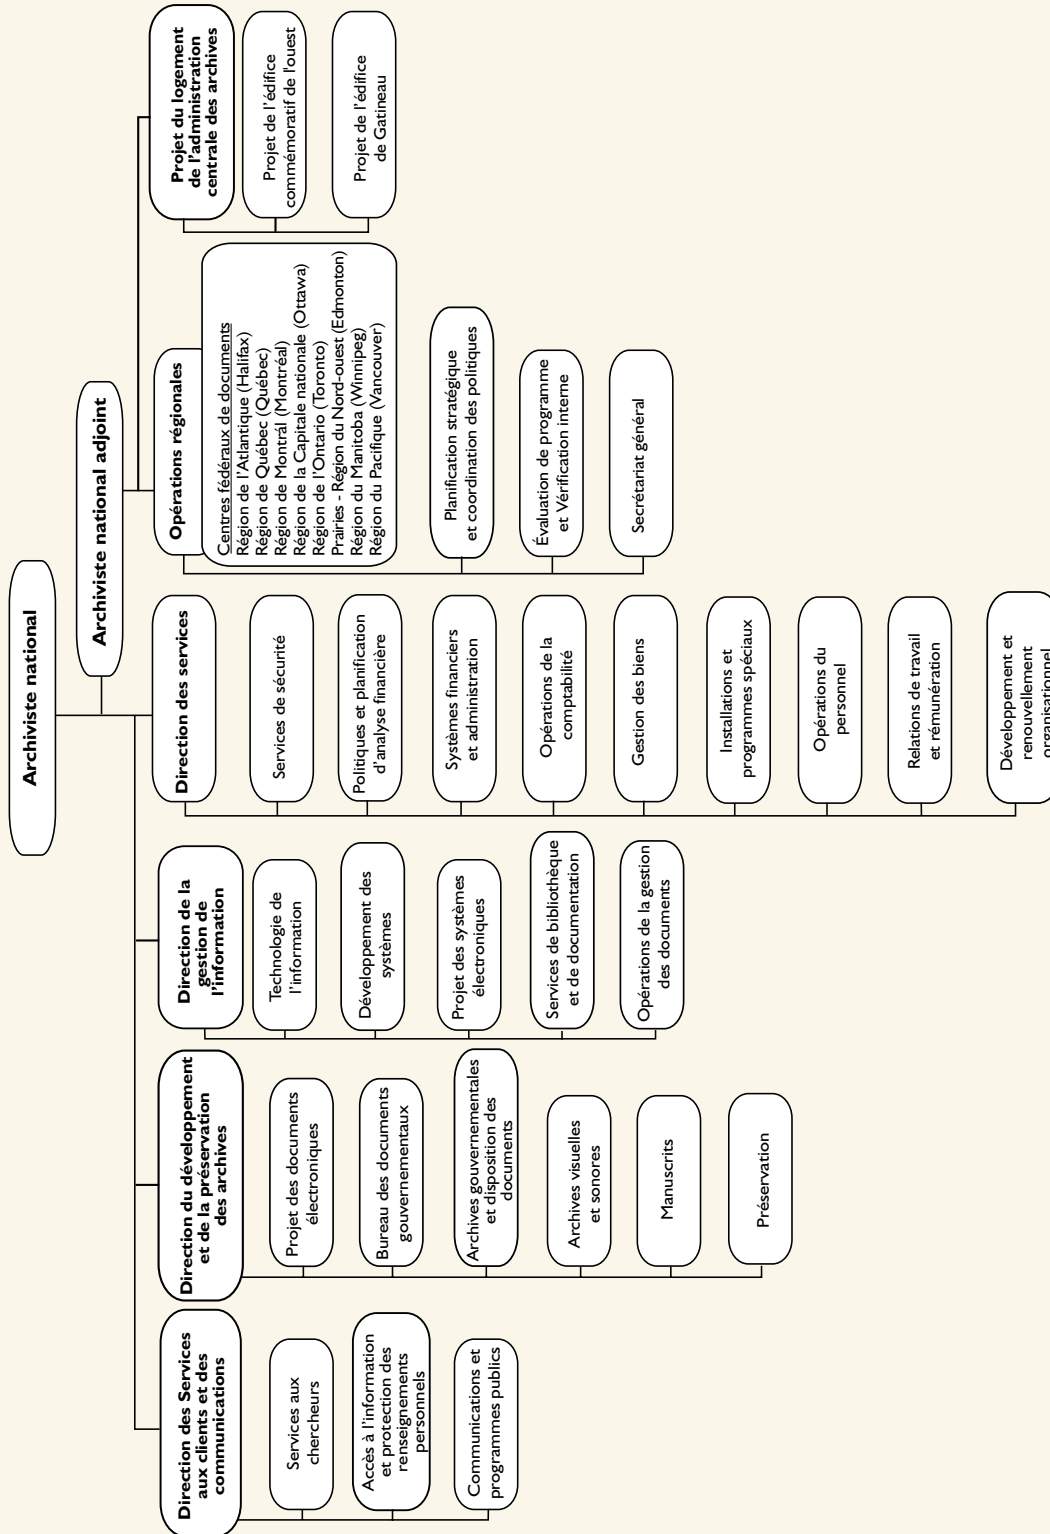 Archiviste national
Archiviste national adjoint
Direction des Services
aux clients et des
communications
Services aux
chercheurs
Accès à l'information
et protection des
renseignements
personnels
Communications et
programmes publics
Direction du développement
et de la préservation
des archives
Projet des documents
électroniques
Bureau des documents
gouvernementaux
Archives gouvernementales
et disposition des
documents
Archives visuelles
et sonores
Manuscrits
Préservation
Direction de la
gestion de
l'information
Technologie de
l'information
Développement des
systèmes
Projet des systèmes
électroniques
Services de bibliothèque
et de documentation
Opérations de la gestion
des documents
Direction des services
Services de sécurité
Politiques et planification
d'analyse financière
Systèmes financiers
et administration
Opérations de la
comptabilité
Gestion des biens
Installations et
programmes spéciaux
Opérations du
personnel
Relations de travail
et rémunération
Développement et
renouvellement
organisationnel
Opérations régionales
Centres fédéraux de documents
Région de l'Atlantique (Halifax)
Région de Québec (Québec)
Région de Montrál (Montréal)
Région de la Capitale nationale (Ottawa)
Région de l'Ontario (Toronto)
Prairies - Région du Nord-ouest (Edmonton)
Région du Manitoba (Winnipeg)
Région du Pacifique (Vancouver)
Planification stratégique
et coordination des politiques
Évaluation de programme
et Vérification interne
Secrétariat général
Projet du logement
de l'administration
centrale des archives
Projet de l'édifice
commémoratif de l'ouest
Projet de l'édifice
de Gatineau